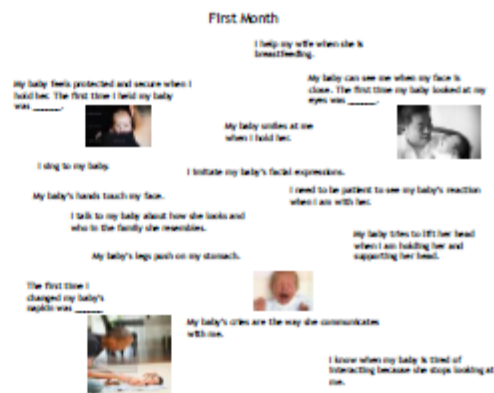 First Month
I help my wife when she is
breastfeeding.
My baby feels protected and secure when I
hold her. The first time I held my baby
was ______.
My baby can see me when my face is
close. The first time my baby looked at my
eyes was ______.
My baby smiles at me
when I hold her.
I sing to my baby.
I imitate my baby's facial expressions.
My baby's hands touch my face.
I need to be patient to see my baby's reaction
when I am with her.
I talk to my baby about how she looks and
who in the family she resembles.
My baby tries to lift her head
when I am holding her and
supporting her head.
My baby's legs push on my stomach.
The first time I
changed my baby's
napkin was ______
My baby's cries are the way she communicates
with me.
I know when my baby is tired of
interacting because she stops looking at
me.